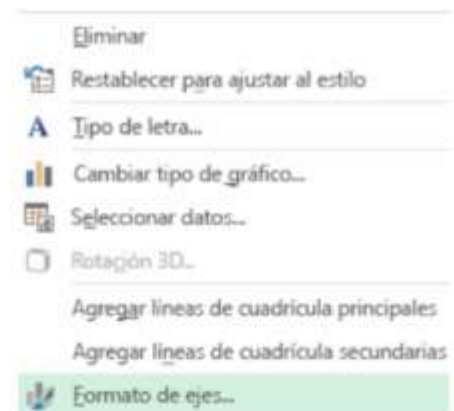 Eliminar
Restablecer para ajustar al estilo
Tipo de letra...
Cambiar tipo de gráfico...
Seleccionar datos...
Rotación 3D...
Agregar líneas de cuadrícula principales
Agregar líneas de cuadrícula secundarias
Formato de ejes...